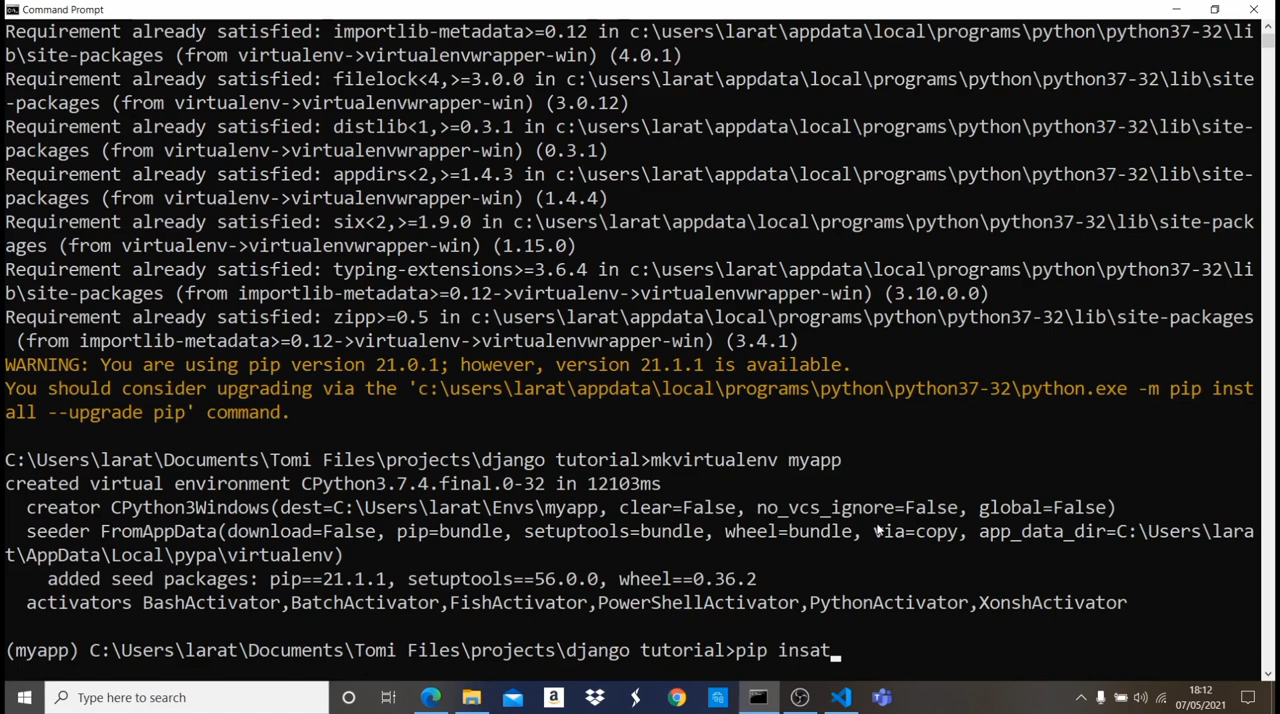 Command Prompt
Requirement already satisfied: importlib-metadata>=0.12 in c:\users\larat\appdata\local\programs\python\python37-32\li
b\site-packages (from virtualenv->virtualenvwrapper-win) (4.0.1)
Requirement already satisfied: filelock<4,>=3.0.0 in c:\users\larat\appdata\local\programs\python\python37-32\lib\site
-packages (from virtualenv->virtualenvwrapper-win) (3.0.12)
Requirement already satisfied: distlib<1,>=0.3.1 in c:\users\larat\appdata\local\programs\python\python37-32\lib\site-
packages (from virtualenv->virtualenvwrapper-win) (0.3.1)
Requirement already satisfied: appdirs<2,>=1.4.3 in c:\users\larat\appdata\local\programs\python\python37-32\lib\site-
packages (from virtualenv->virtualenvwrapper-win) (1.4.4)
Requirement already satisfied: six<2,>=1.9.0 in c:\users\larat\appdata\local\programs\python\python37-32\lib\site-pack
ages (from virtualenv->virtualenvwrapper-win) (1.15.0)
Requirement already satisfied: typing-extensions>=3.6.4 in c:\users\larat\appdata\local\programs\python\python37-32\li
b\site-packages (from importlib-metadata>=0.12->virtualenv->virtualenvwrapper-win) (3.10.0.0)
Requirement already satisfied: zipp>=0.5 in c:\users\larat\appdata\local\programs\python\python37-32\lib\site-packages
(from importlib-metadata>=0.12->virtualenv->virtualenvwrapper-win) (3.4.1)
WARNING: You are using pip version 21.0.1; however, version 21.1.1 is available.
You should consider upgrading via the 'c:\users\larat\appdata\local\programs\python\python37-32\python.exe -m pip inst
all --upgrade pip' command.
C:\Users\larat\Documents\Tomi Files\projects\django tutorial>mkvirtualenv myapp
created virtual environment CPython3.7.4.final.0-32 in 12103ms
creator CPython3Windows(dest=C:\Users\larat\Envs\myapp, clear=False, no_vcs_ignore=False, global=False)
seeder FromAppData(download=False, pip=bundle, setuptools=bundle, wheel=bundle, via=copy, app_data_dir=C:\Users\lara
t\AppData\Local\pypa\virtualenv)
added seed packages: pip==21.1.1, setuptools==56.0.0, wheel==0.36.2
activators BashActivator,BatchActivator,FishActivator,PowerShellActivator,PythonActivator,XonshActivator
(myapp) C:\Users\larat\Documents\Tomi Files\projects\django tutorial>pip insat_
Type here to search
18:12
07/05/2021